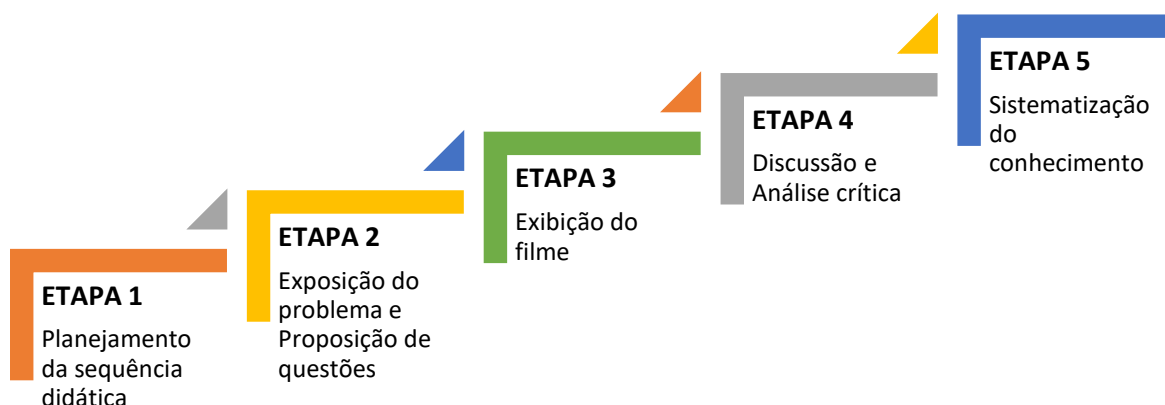 ETAPA 1
Planejamento
da sequência
didática
ETAPA 2
Exposição do
problema e
Proposição de
questões
ETAPA 3
Exibição do
filme
ETAPA 4
Discussão e
Análise crítica
ETAPA 5
Sistematização
do
conhecimento